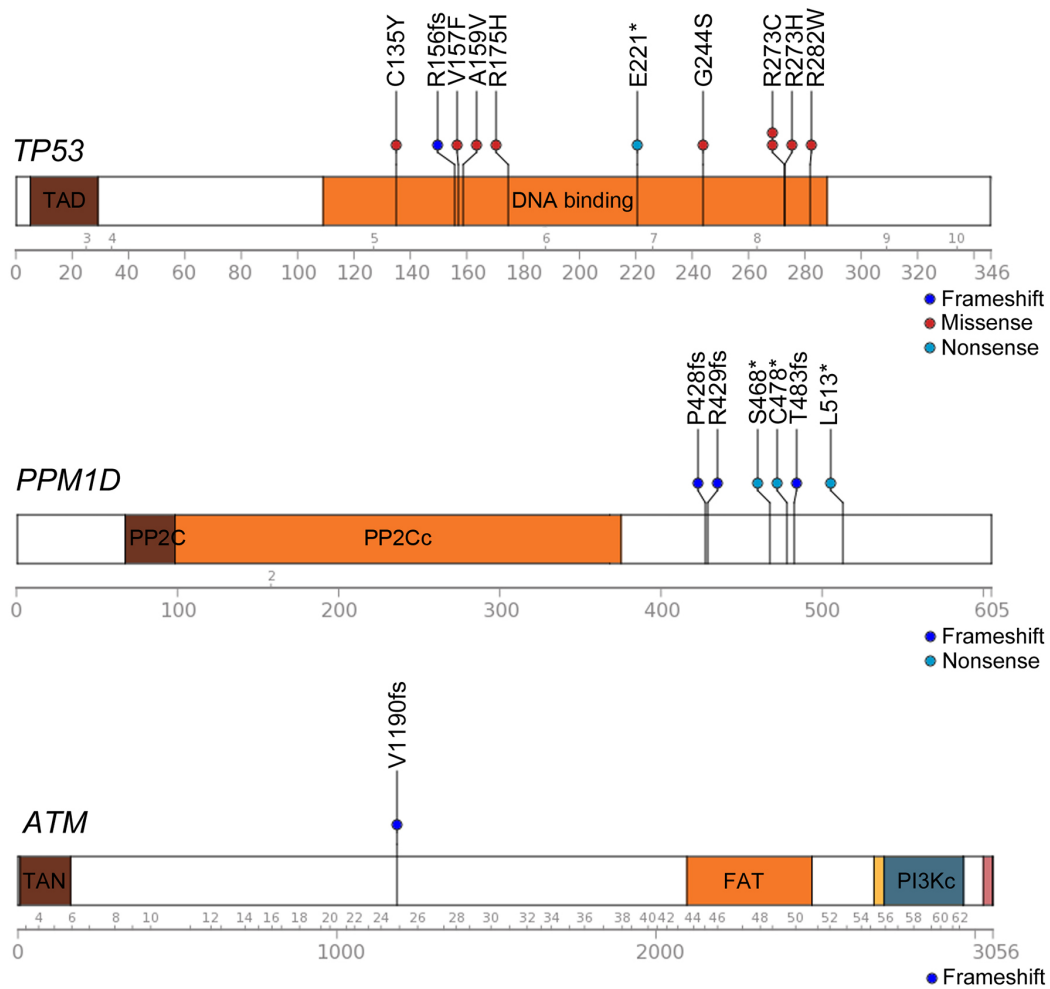 C135Y R156fs V157F A159V R175H E221* G244S R273C R273H R282W
TP53
TAD DNA binding
3 4 5 6 7 8 9 10
0 20 40 60 80 100 120 140 160 180 200 220 240 260 280 300 320 346
Frameshift
Missense
Nonsense
P428fs R429fs S468* C478* T483fs L513*
PPM1D
PP2C PP2Cc
2
0 100 200 300 400 500 605
Frameshift
Nonsense
V1190fs
ATM
TAN FAT PI3Kc
4 6 8 10 12 14 16 18 20 22 24 26 28 30 32 34 36 38 40 42 44 46 48 50 52 54 56 58 60 62
0 1000 2000 3056
Frameshift